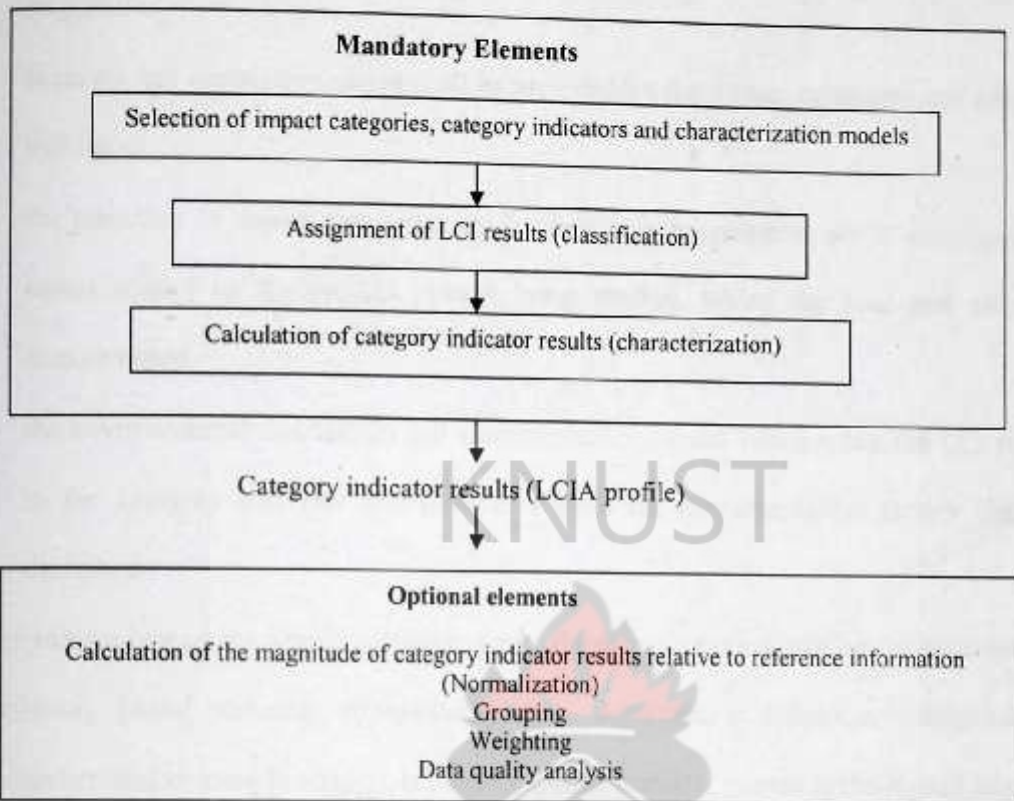 Mandatory Elements
Selection of impact categories, category indicators and characterization models
Assignment of LCI results (classification)
Calculation of category indicator results (characterization)
KNUST
Category indicator results (LCIA profile)
Optional elements
Calculation of the magnitude of category indicator results relative to reference information
(Normalization)
Grouping
Weighting
Data quality analysis